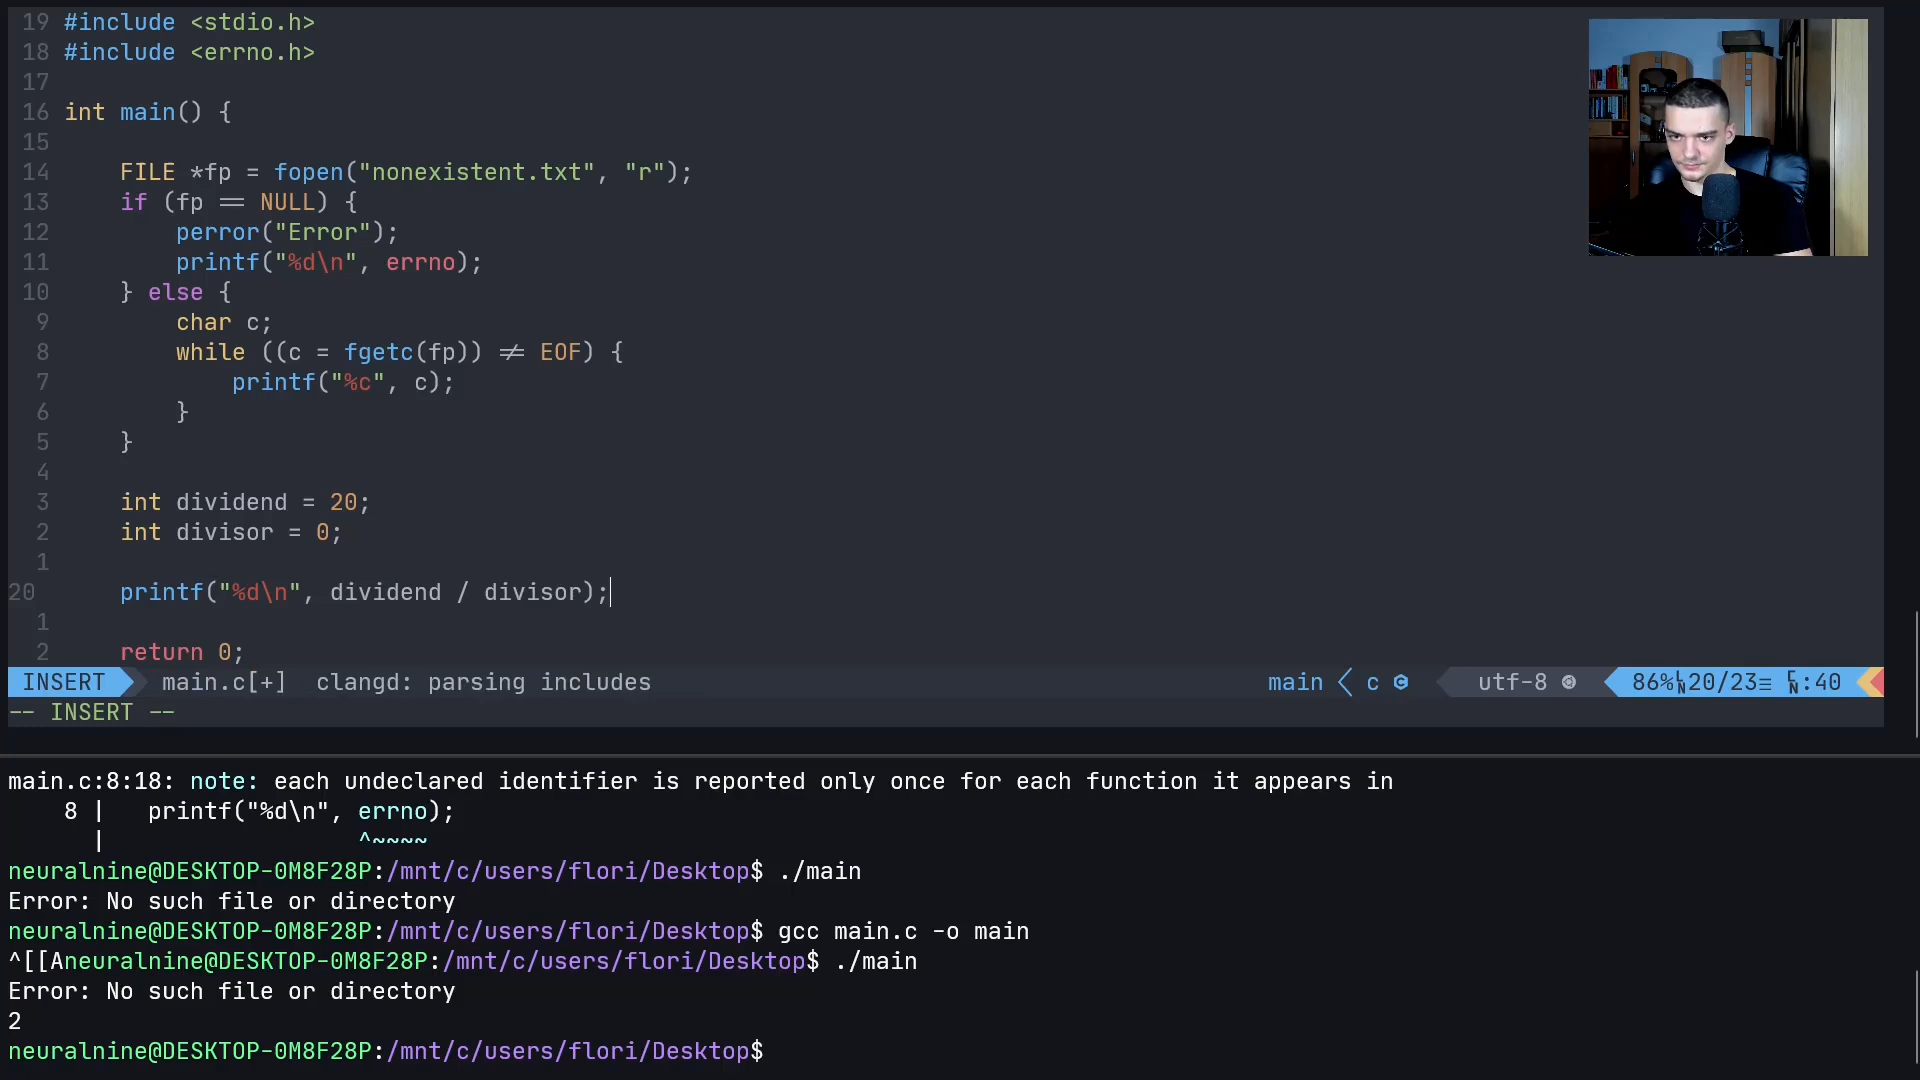 19 #include <stdio.h>
18 #include <errno.h>
17
16 int main() {
15
14     FILE *fp = fopen("nonexistent.txt", "r");
13     if (fp == NULL) {
12         perror("Error");
11         printf("%d\n", errno);
10     } else {
9         char c;
8         while ((c = fgetc(fp)) != EOF) {
7             printf("%c", c);
6         }
5     }
4
3     int dividend = 20;
2     int divisor = 0;
1
20     printf("%d\n", dividend / divisor);
1
2     return 0;
INSERT main.c[+] clangd: parsing includes main c utf-8 86% LN 20/23≡ CN:40
-- INSERT --
main.c:8:18: note: each undeclared identifier is reported only once for each function it appears in
    8 |   printf("%d\n", errno);
      |                  ^~~~~
neuralnine@DESKTOP-0M8F28P:/mnt/c/users/flori/Desktop$ ./main
Error: No such file or directory
neuralnine@DESKTOP-0M8F28P:/mnt/c/users/flori/Desktop$ gcc main.c -o main
^[[Aneuralnine@DESKTOP-0M8F28P:/mnt/c/users/flori/Desktop$ ./main
Error: No such file or directory
2
neuralnine@DESKTOP-0M8F28P:/mnt/c/users/flori/Desktop$